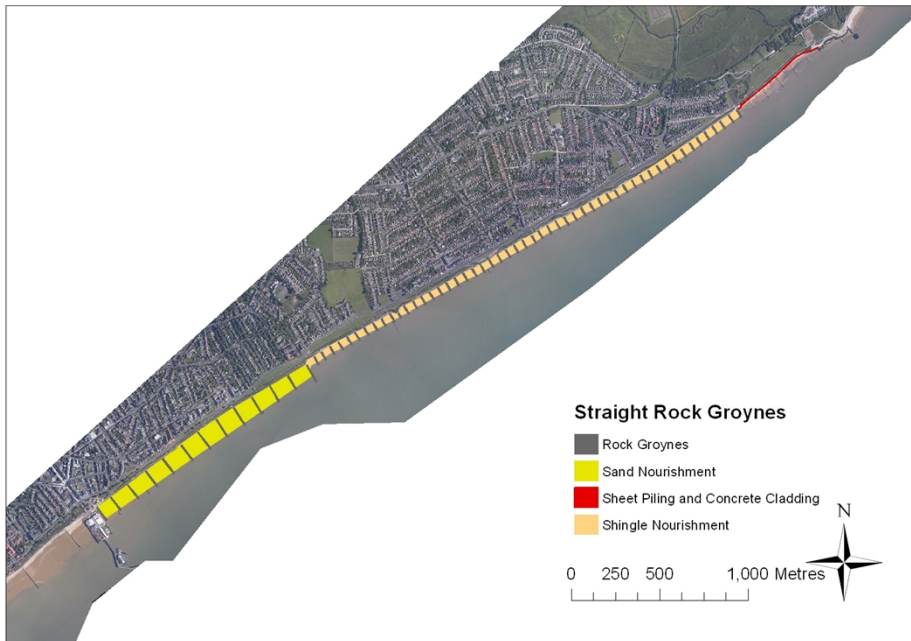 Straight Rock Groynes
Rock Groynes
Sand Nourishment
Sheet Piling and Concrete Cladding
Shingle Nourishment
N
0 250 500 1,000 Metres